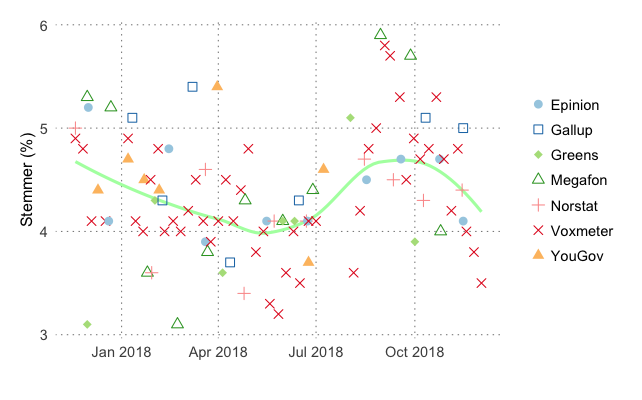 Stemmer (%)
6
5
4
3
Jan 2018
Apr 2018
Jul 2018
Oct 2018
Epinion
Gallup
Greens
Megafon
Norstat
Voxmeter
YouGov